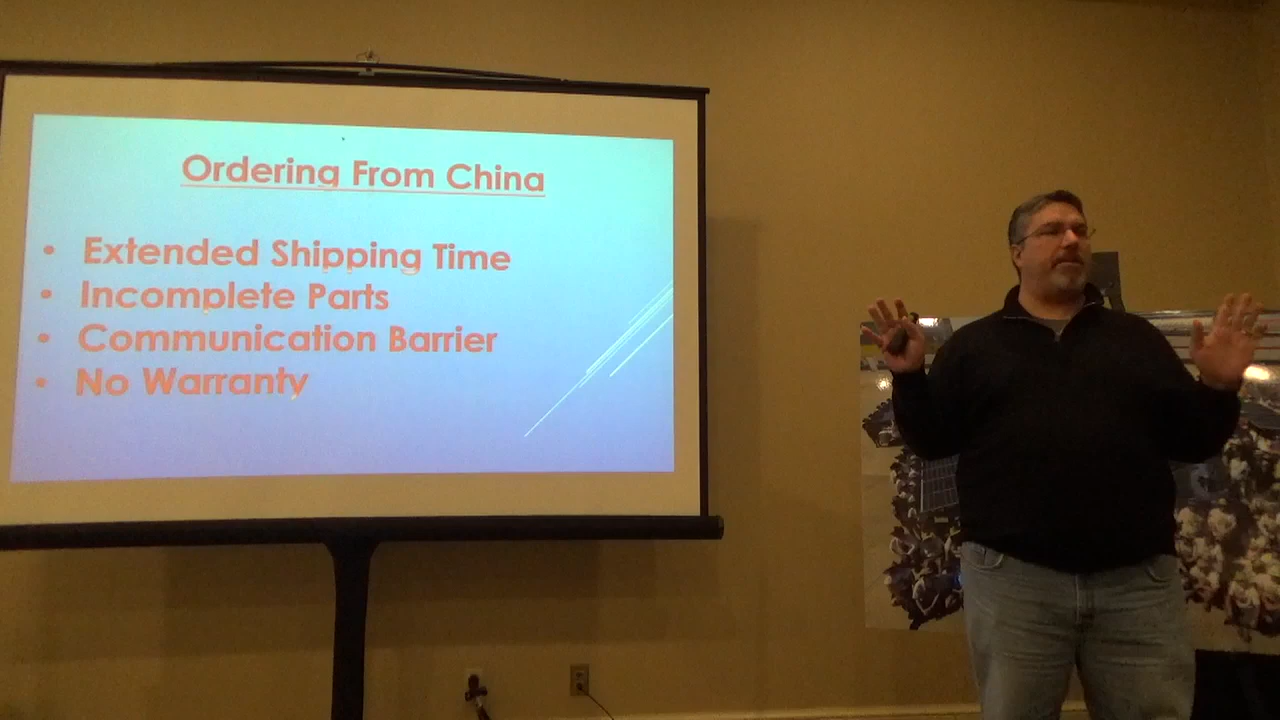 Ordering From China
• Extended Shipping Time
• Incomplete Parts
• Communication Barrier
• No Warranty